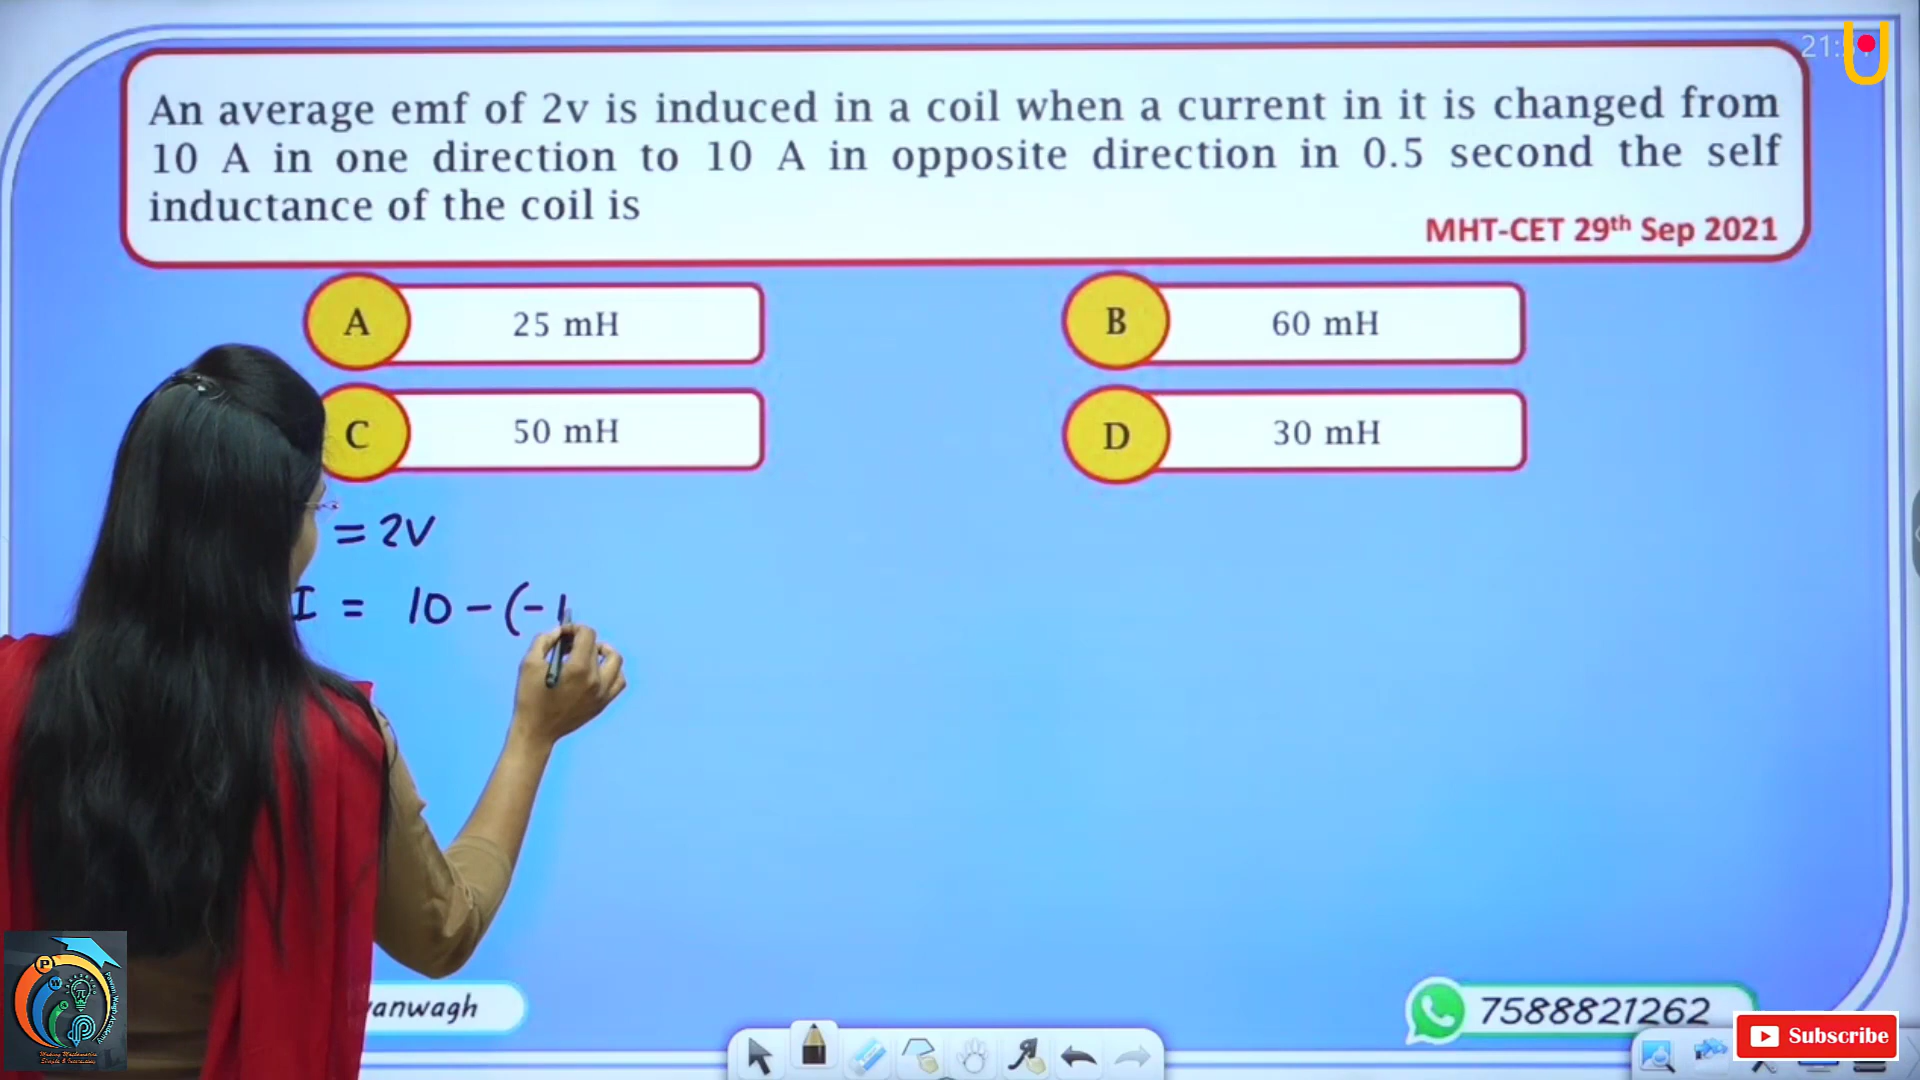 An average emf of 2v is induced in a coil when a current in it is changed from
10 A in one direction to 10 A in opposite direction in 0.5 second the self
inductance of the coil is
MHT-CET 29th Sep 2021
A 25 mH
B 60 mH
C 50 mH
D 30 mH
= 2V
I = 10 - (-1
vanwagh
7588821262
Subscribe